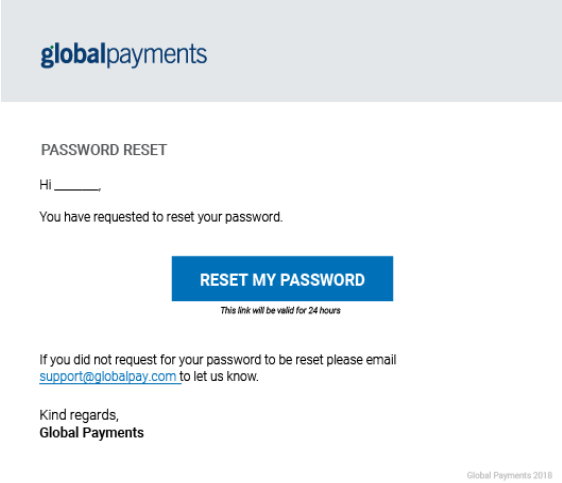 globalpayments
PASSWORD RESET
Hi ______,
You have requested to reset your password.
RESET MY PASSWORD
This link will be valid for 24 hours
If you did not request for your password to be reset please email
support@globalpay.com to let us know.
Kind regards,
Global Payments
Global Payments 2018